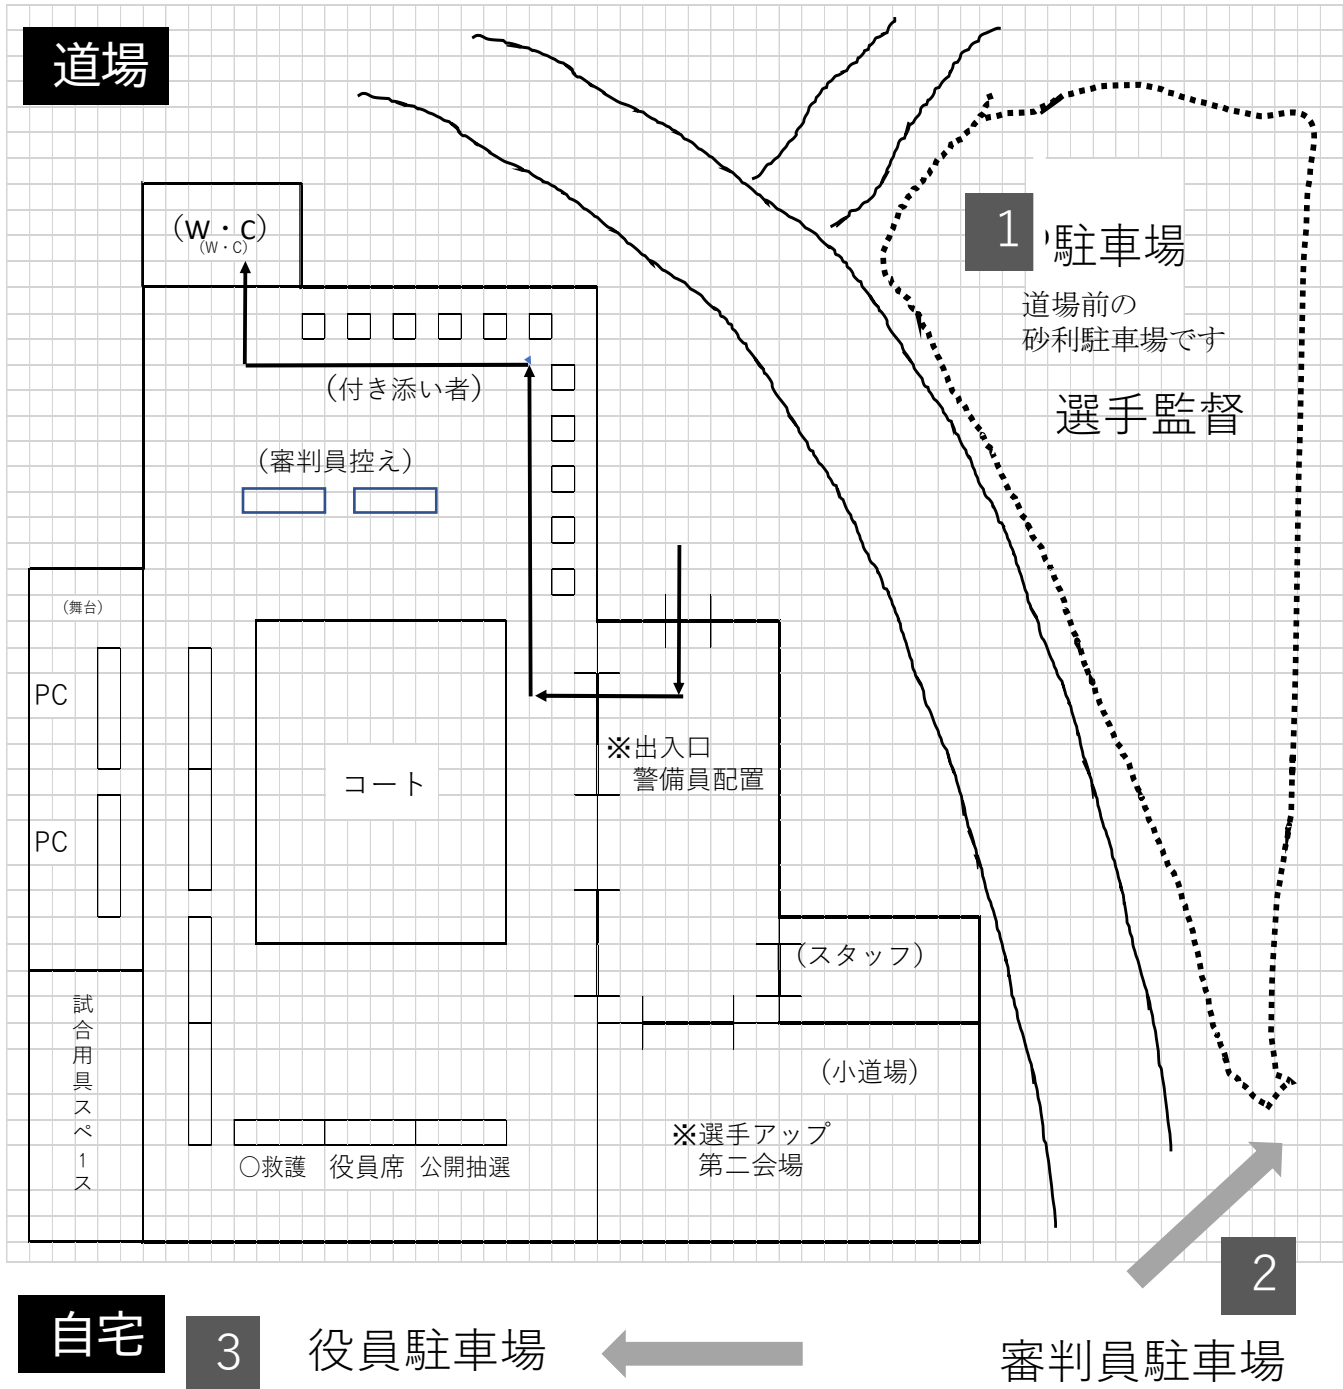 道場
(W・C)
(W・C)
1
駐車場
道場前の
砂利駐車場です
(付き添い者)
選手監督
(審判員控え)
(舞台)
PC
※出入口
警備員配置
コート
PC
(スタッフ)
試合用具スペース
(小道場)
※選手アップ
第二会場
〇救護
役員席
公開抽選
2
自宅
3
役員駐車場
審判員駐車場